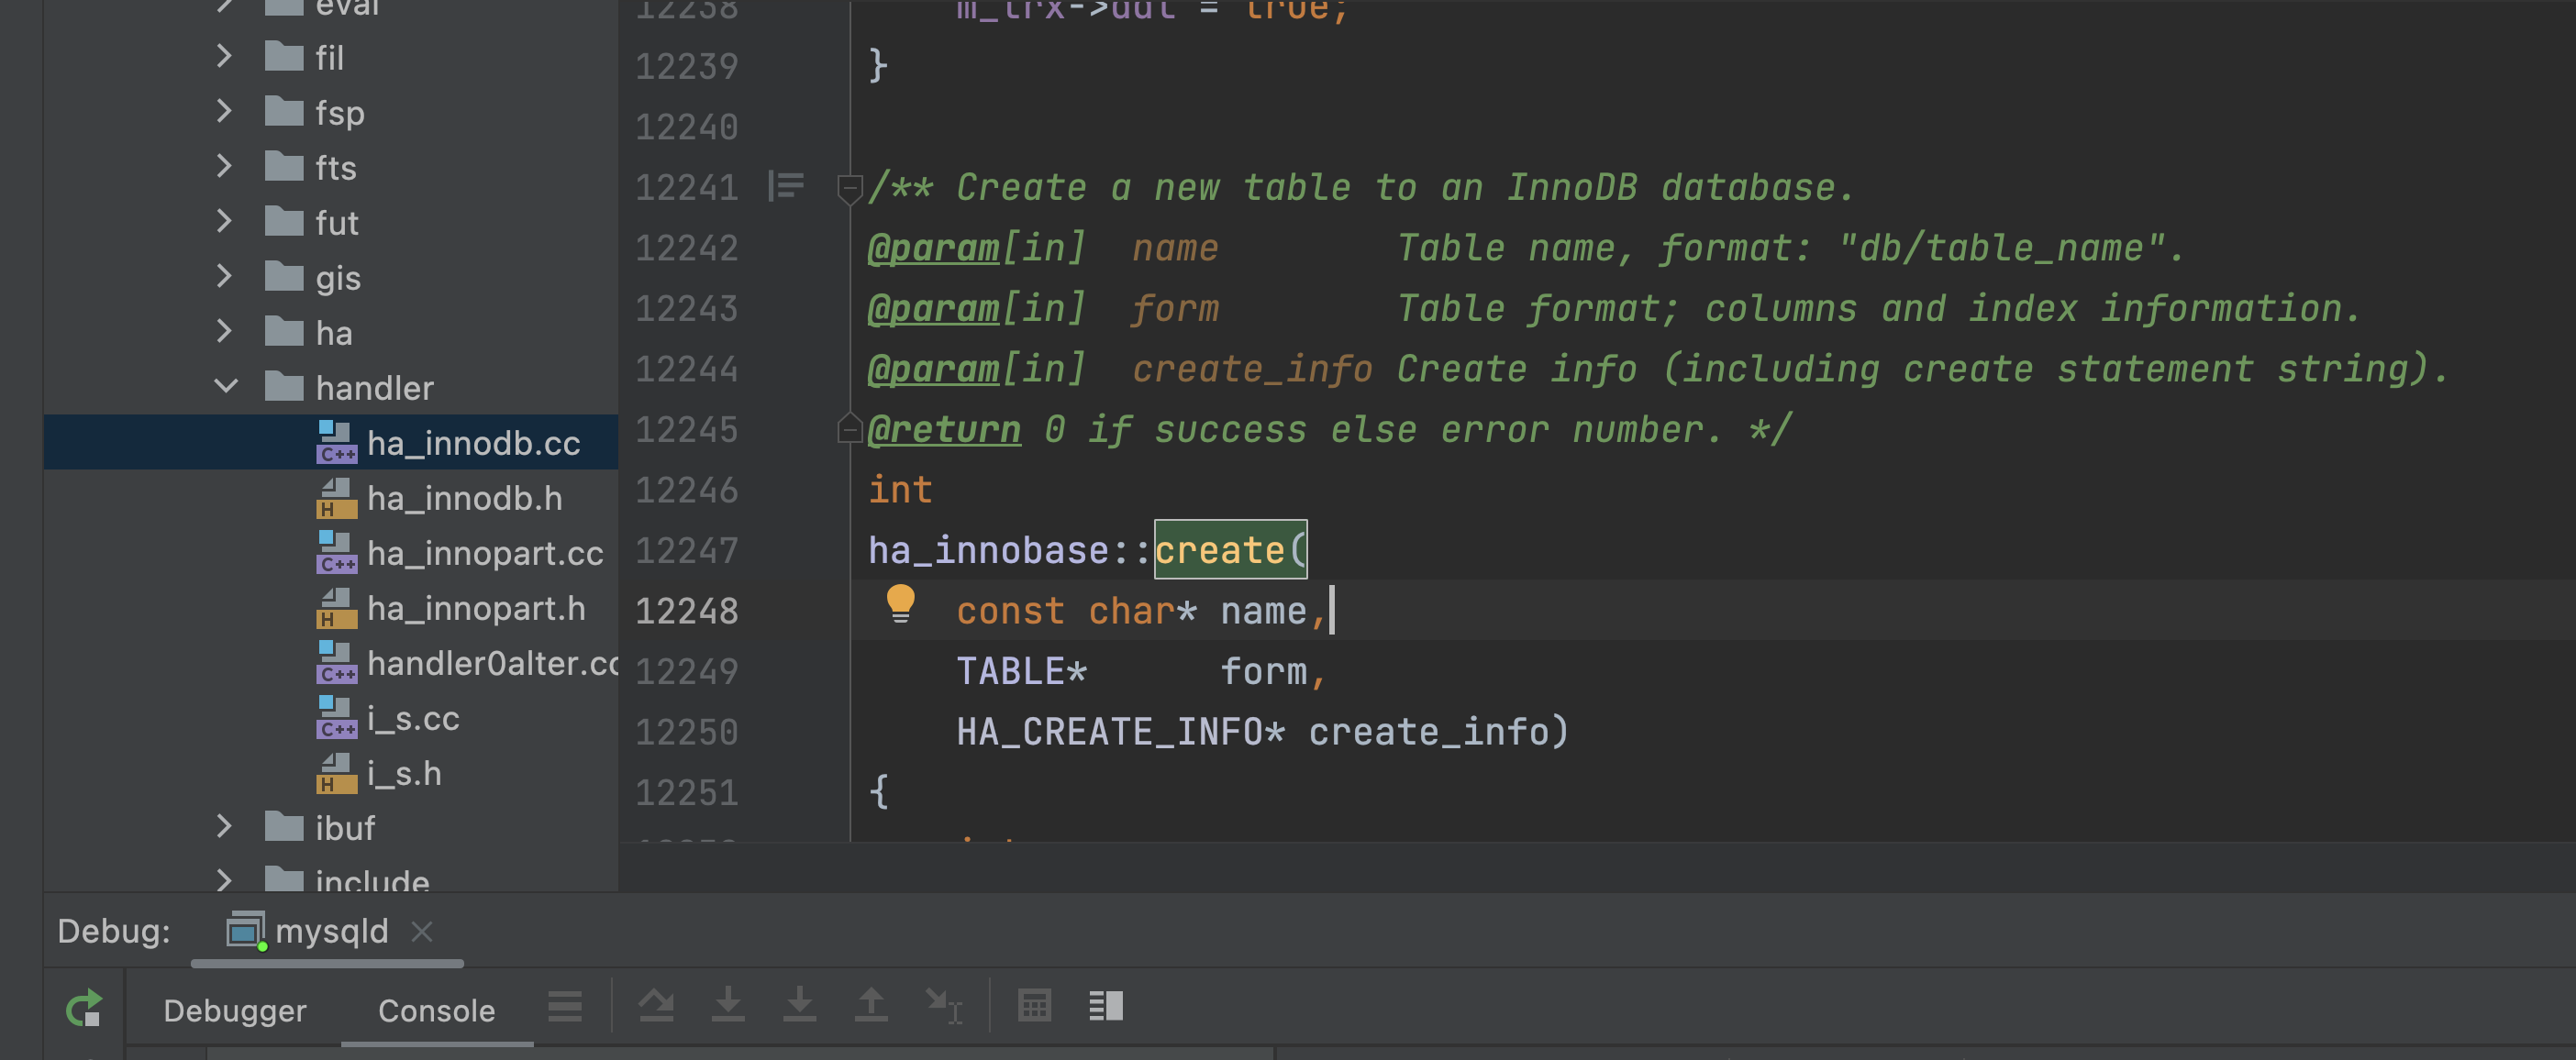 eval
fil
fsp
fts
fut
gis
ha
handler
ha_innodb.cc
ha_innodb.h
ha_innopart.cc
ha_innopart.h
handler0alter.cc
i_s.cc
i_s.h
ibuf
include
12238 m_trx->ddl = true;
12239 }
12240
12241 /** Create a new table to an InnoDB database.
12242 @param[in] name Table name, format: "db/table_name".
12243 @param[in] form Table format; columns and index information.
12244 @param[in] create_info Create info (including create statement string).
12245 @return 0 if success else error number. */
12246 int
12247 ha_innobase::create(
12248 const char* name,
12249 TABLE* form,
12250 HA_CREATE_INFO* create_info)
12251 {
Debug: mysqld
Debugger Console